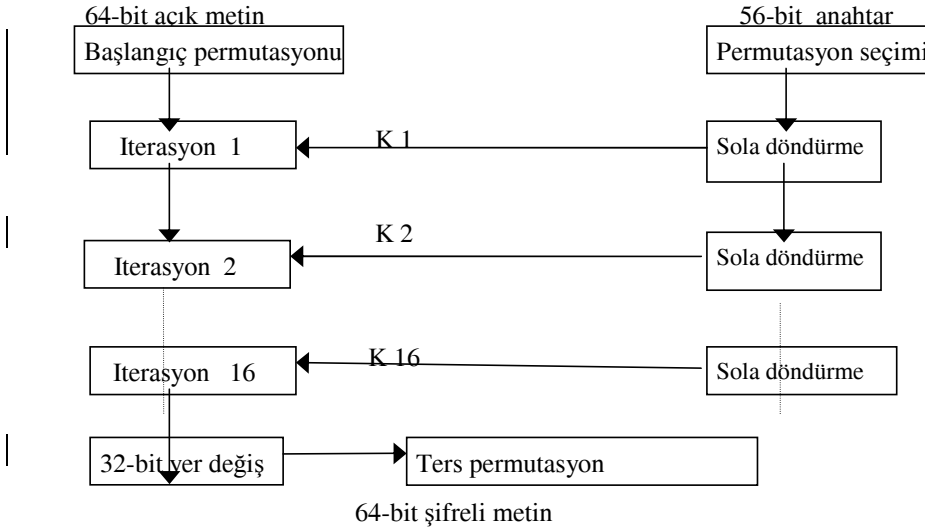 64-bit açık metin
56-bit anahtar
Başlangıç permutasyonu
Permutasyon seçimi
Iterasyon 1
K 1
Sola döndürme
K 2
Iterasyon 2
Sola döndürme
Iterasyon 16
K 16
Sola döndürme
32-bit yer değiş
Ters permutasyon
64-bit şifreli metin